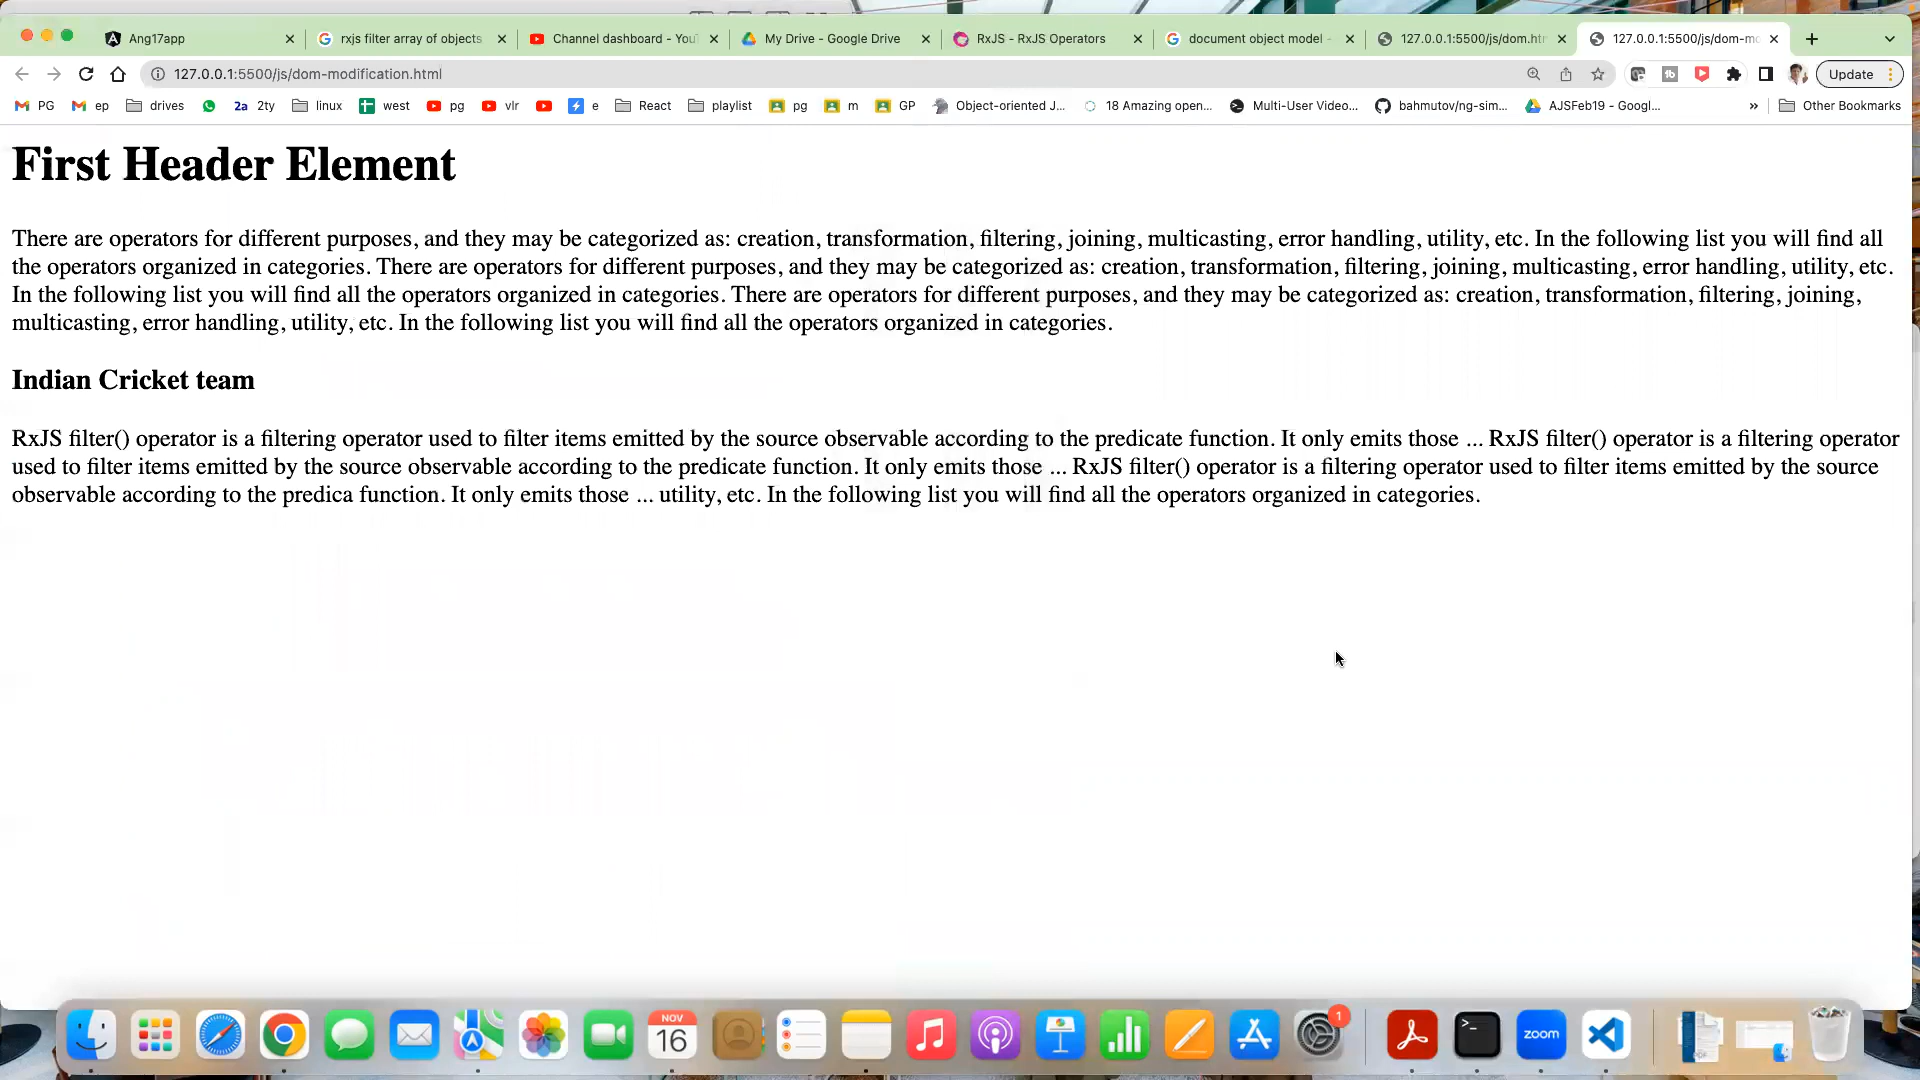 Ang17app
rxjs filter array of objects
Channel dashboard - You
My Drive - Google Drive
RxJS - RxJS Operators
document object model -
127.0.0.1:5500/js/dom.htm
127.0.0.1:5500/js/dom-mo
127.0.0.1:5500/js/dom-modification.html
Update
PG
ep
drives
2a 2ty
linux
west
pg
vlr
e
React
playlist
pg
m
GP
Object-oriented J...
18 Amazing open...
Multi-User Video...
bahmutov/ng-sim...
AJSFeb19 - Googl...
»
Other Bookmarks
First Header Element
There are operators for different purposes, and they may be categorized as: creation, transformation, filtering, joining, multicasting, error handling, utility, etc. In the following list you will find all
the operators organized in categories. There are operators for different purposes, and they may be categorized as: creation, transformation, filtering, joining, multicasting, error handling, utility, etc.
In the following list you will find all the operators organized in categories. There are operators for different purposes, and they may be categorized as: creation, transformation, filtering, joining,
multicasting, error handling, utility, etc. In the following list you will find all the operators organized in categories.
Indian Cricket team
RxJS filter() operator is a filtering operator used to filter items emitted by the source observable according to the predicate function. It only emits those ... RxJS filter() operator is a filtering operator
used to filter items emitted by the source observable according to the predicate function. It only emits those ... RxJS filter() operator is a filtering operator used to filter items emitted by the source
observable according to the predica function. It only emits those ... utility, etc. In the following list you will find all the operators organized in categories.
NOV
16
1
zoom